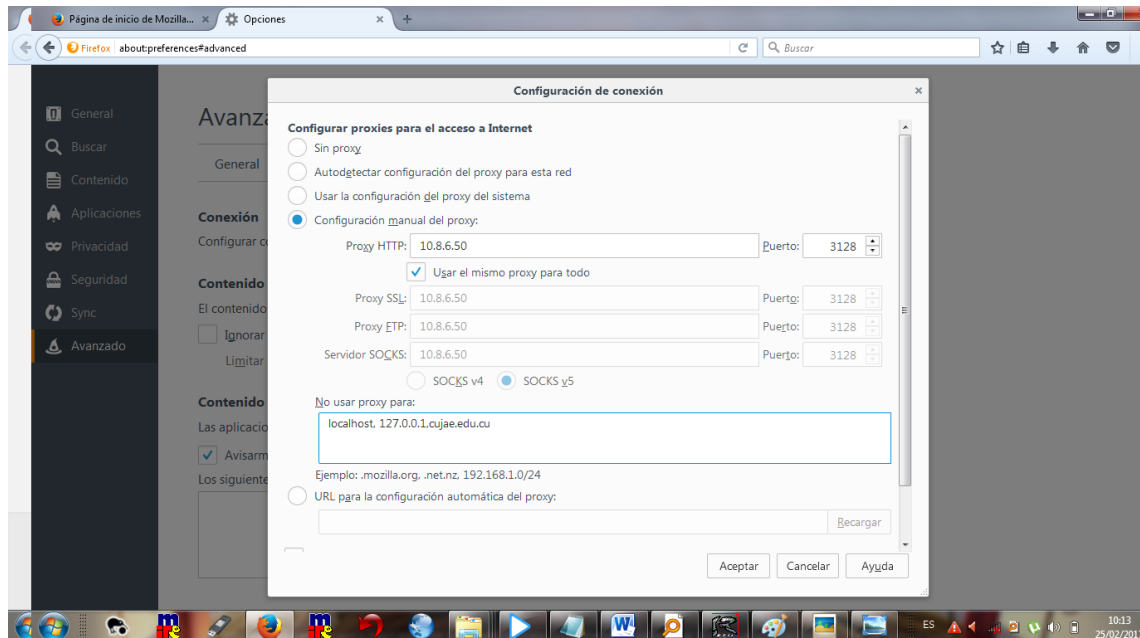 Página de inicio de Mozilla...
Opciones
Firefox
about:preferences#advanced
Buscar
General
Buscar
Contenido
Aplicaciones
Privacidad
Seguridad
Sync
Avanzado
Avanza
General
Conexión
Configurar co
Contenido
El contenido
Ignorar
Limitar
Contenido
Las aplicacio
Avisarm
Los siguiente
Configuración de conexión
Configurar proxies para el acceso a Internet
Sin proxy
Autodetectar configuración del proxy para esta red
Usar la configuración del proxy del sistema
Configuración manual del proxy:
Proxy HTTP: 10.8.6.50 Puerto: 3128
Usar el mismo proxy para todo
Proxy SSL: 10.8.6.50 Puerto: 3128
Proxy FTP: 10.8.6.50 Puerto: 3128
Servidor SOCKS: 10.8.6.50 Puerto: 3128
SOCKS v4 SOCKS v5
No usar proxy para:
localhost, 127.0.0.1,cujae.edu.cu
Ejemplo: .mozilla.org, .net.nz, 192.168.1.0/24
URL para la configuración automática del proxy:
Recargar
Aceptar Cancelar Ayuda
ES
10:13
25/02/201